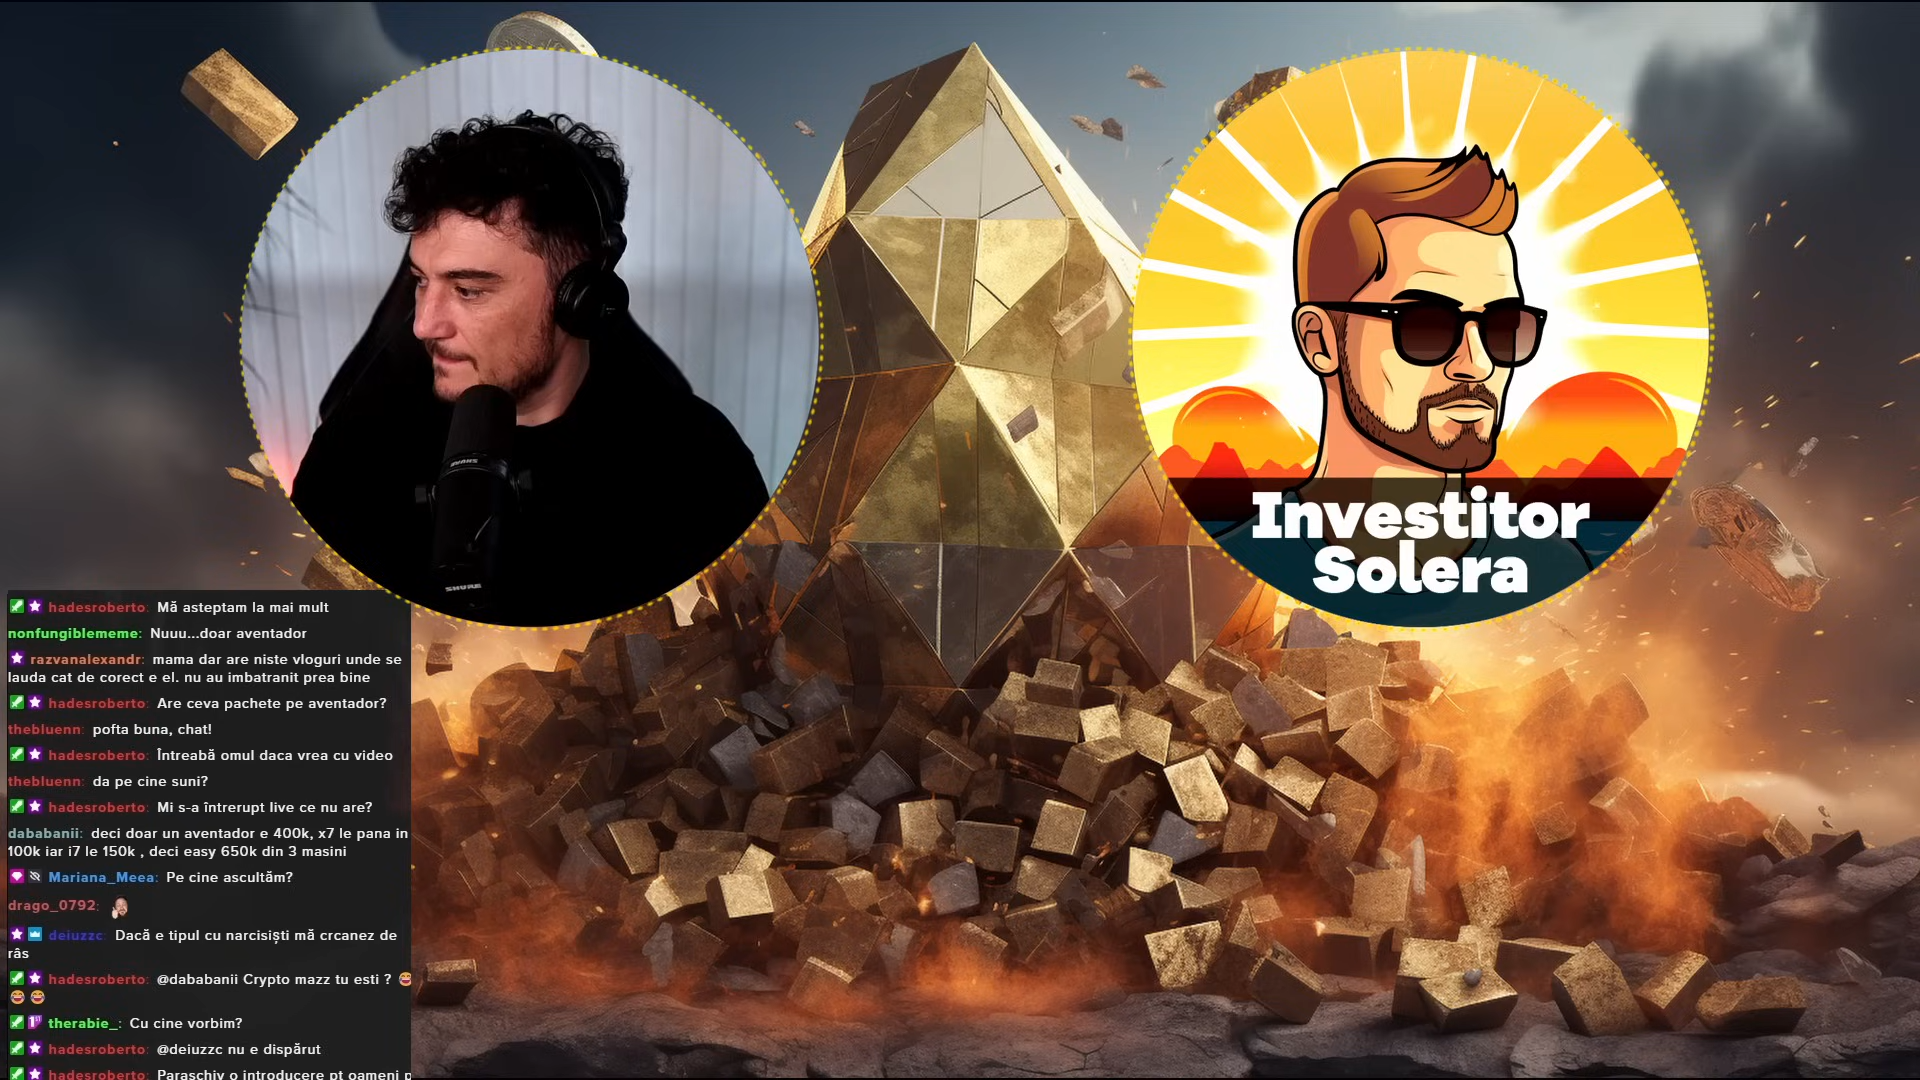 Investitor
Solera
SHURE
SHURE
hadesroberto: Mă asteptam la mai mult
nonfungiblememe: Nuuu...doar aventador
razvanalexandr: mama dar are niste vloguri unde se
lauda cat de corect e el. nu au imbatranit prea bine
hadesroberto: Are ceva pachete pe aventador?
thebluenn: pofta buna, chat!
hadesroberto: Întreabă omul daca vrea cu video
thebluenn: da pe cine suni?
hadesroberto: Mi s-a întrerupt live ce nu are?
dababanii: deci doar un aventador e 400k, x7 le pana in
100k iar i7 le 150k , deci easy 650k din 3 masini
Mariana_Meea: Pe cine ascultăm?
drago_0792:
deiuzzc: Dacă e tipul cu narcisiști mă crcanez de
râs
hadesroberto: @dababanii Crypto mazz tu esti ? 😂
😂 😂
therabie_: Cu cine vorbim?
hadesroberto: @deiuzzc nu e dispărut
hadesroberto: Paraschiv o introducere pt oameni p